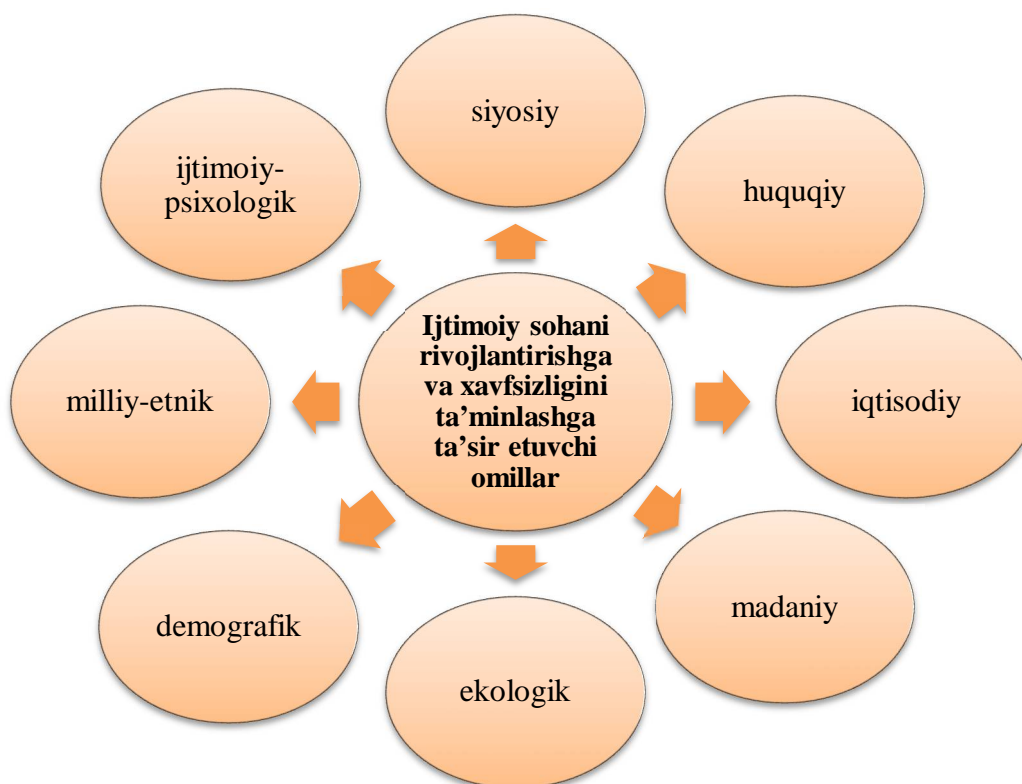 siyosiy
huquqiy
iqtisodiy
madaniy
ekologik
demografik
milliy-etnik
ijtimoiy-
psixologik
Ijtimoiy sohani
rivojlantirishga
va xavfsizligini
ta’minlashga
ta’sir etuvchi
omillar